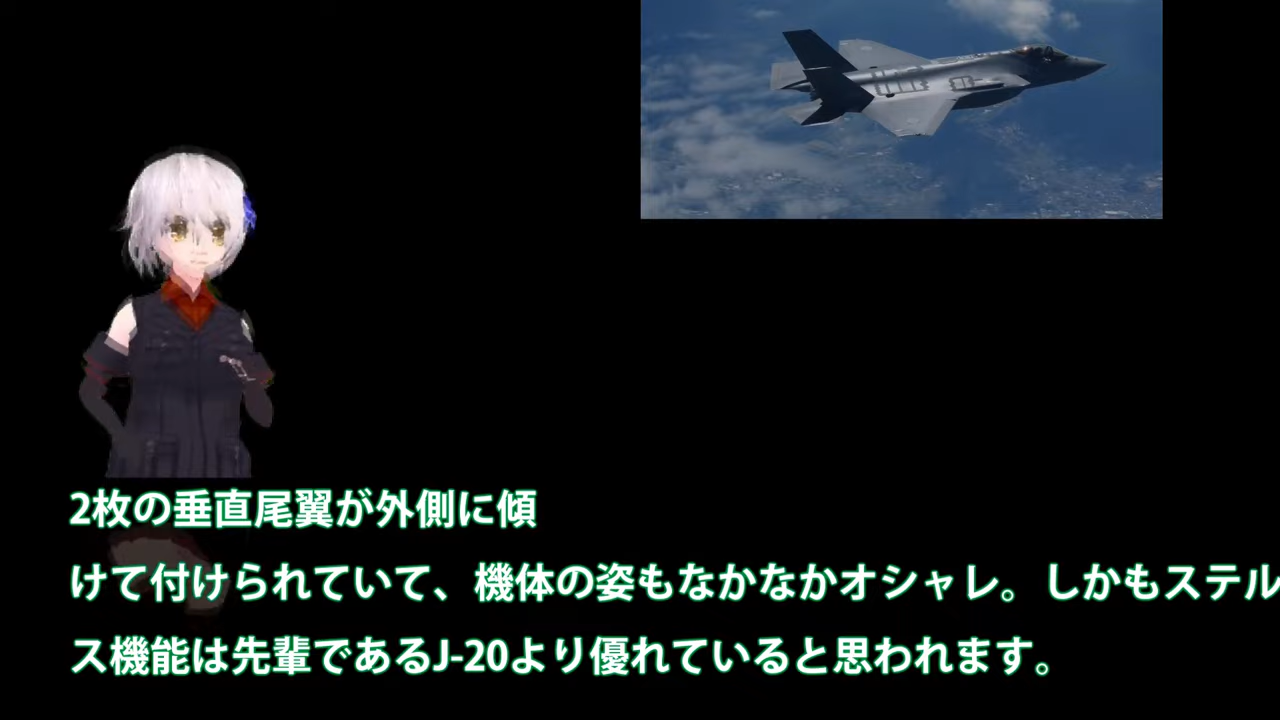 2枚の垂直尾翼が外側に傾
けて付けられていて、機体の姿もなかなかオシャレ。しかもステル
ス機能は先輩であるJ-20より優れていると思われます。